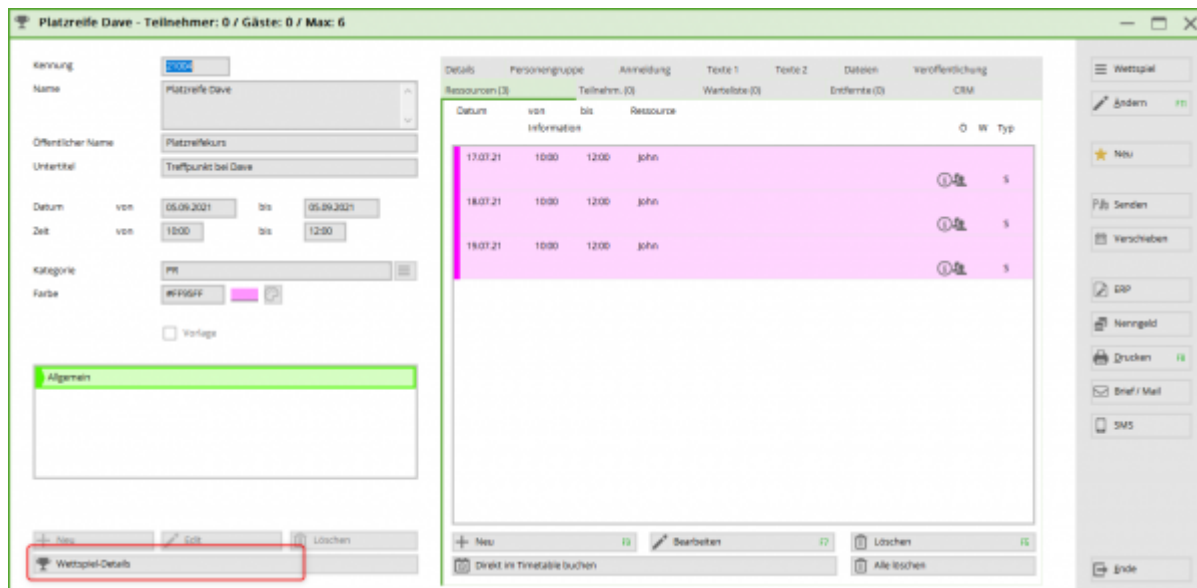 Platzreife Dave - Teilnehmer: 0 / Gäste: 0 / Max: 6
Kennung 21004
Name Platzreife Dave
Öffentlicher Name Platzreifekurs
Untertitel Treffpunkt bei Dave
Datum von 05.09.2021 bis 05.09.2021
Zeit von 10:00 bis 12:00
Kategorie PR
Farbe #FF95FF
Vorlage
Allgemein
Neu Edit Löschen
Wettspiel-Details
Details Personengruppe Anmeldung Texte 1 Texte 2 Dateien Veröffentlichung
Ressourcen (3) Teilnehm. (0) Warteliste (0) Entfernte (0) CRM
Datum von bis Ressource
Information Ö W Typ
17.07.21 10:00 12:00 John
S
18.07.21 10:00 12:00 John
S
19.07.21 10:00 12:00 John
S
Neu F3 Bearbeiten F7 Löschen F5
Direkt im Timetable buchen Alle löschen
Wettspiel
Ändern F11
Neu
Senden
Verschieben
ERP
Nenngeld
Drucken F8
Brief / Mail
SMS
Ende